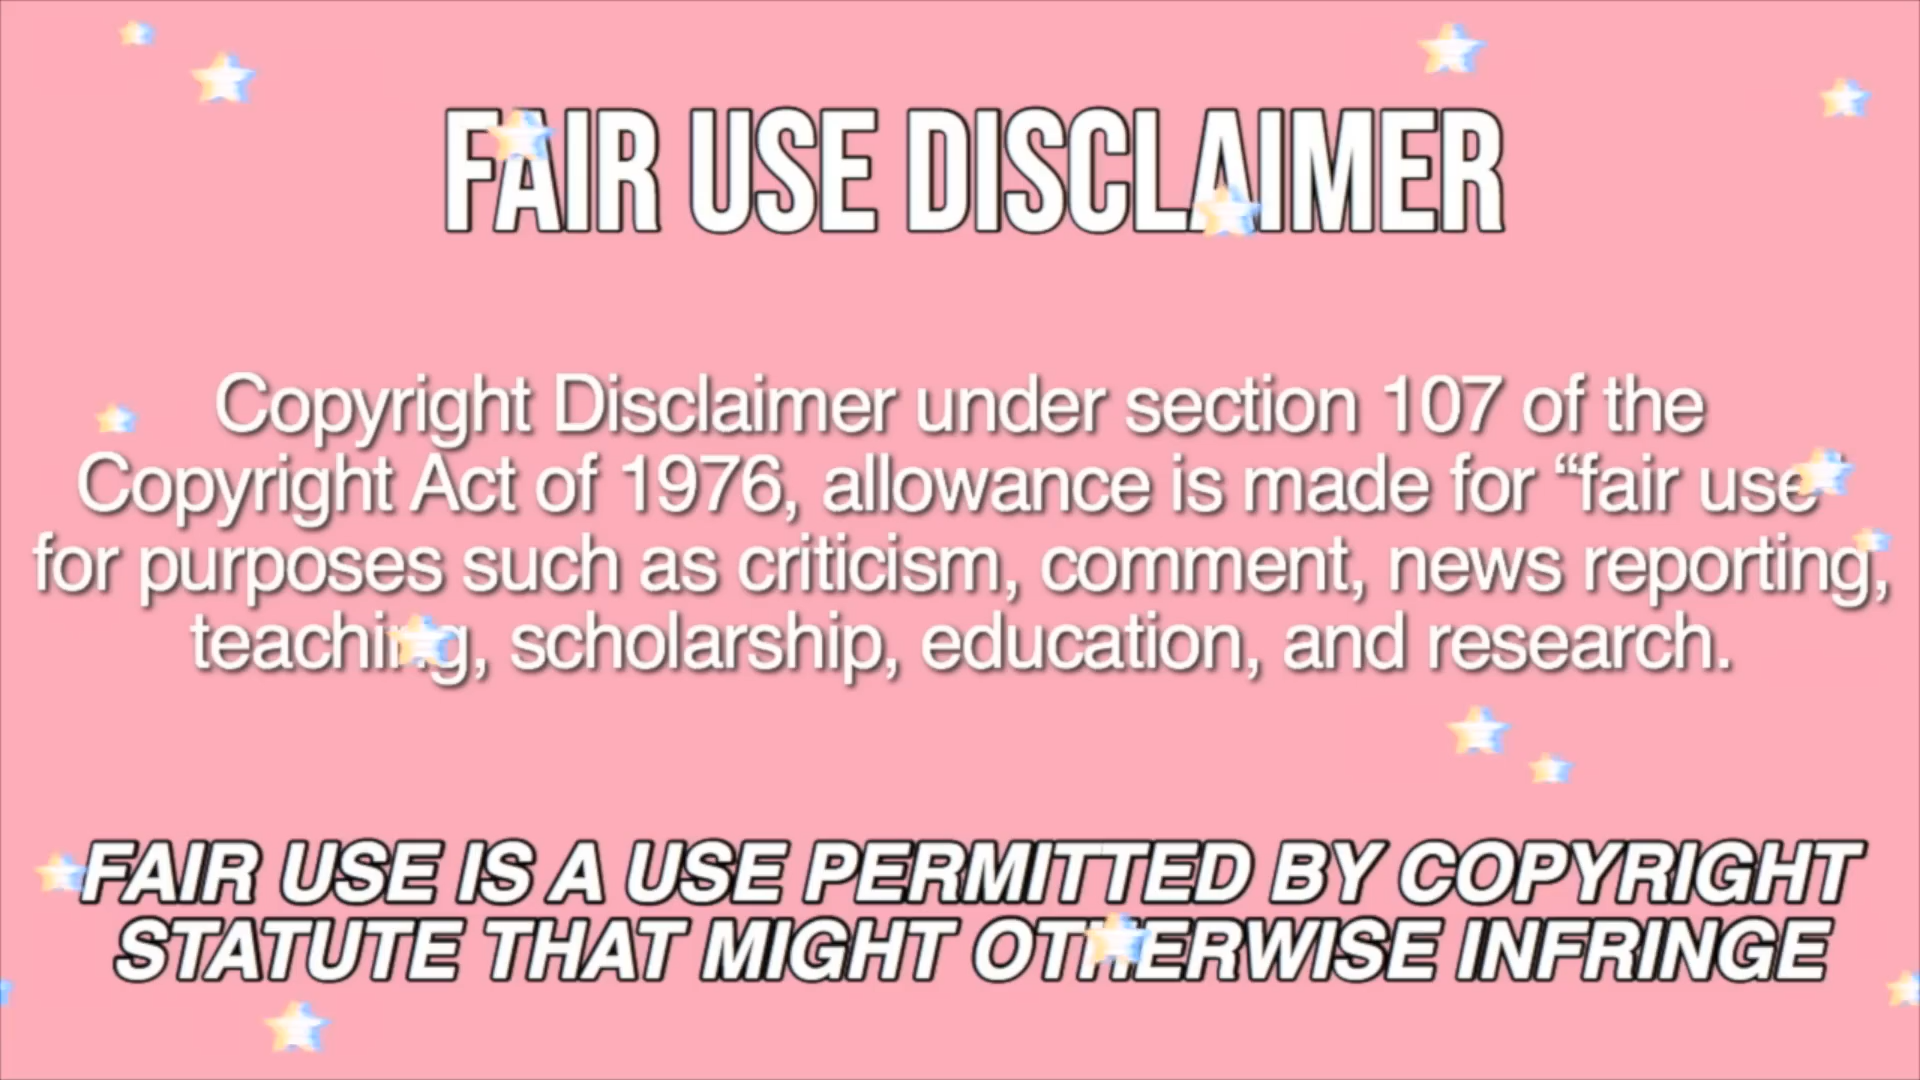 FAIR USE DISCLAIMER
Copyright Disclaimer under section 107 of the
Copyright Act of 1976, allowance is made for “fair use”
for purposes such as criticism, comment, news reporting,
teaching, scholarship, education, and research.
FAIR USE IS A USE PERMITTED BY COPYRIGHT
STATUTE THAT MIGHT OTHERWISE INFRINGE